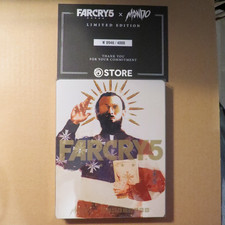 FARCRY5 × MONDO
LIMITED EDITION
THANK YOU
FOR YOUR COMMITMENT
STORE
FARCRY5